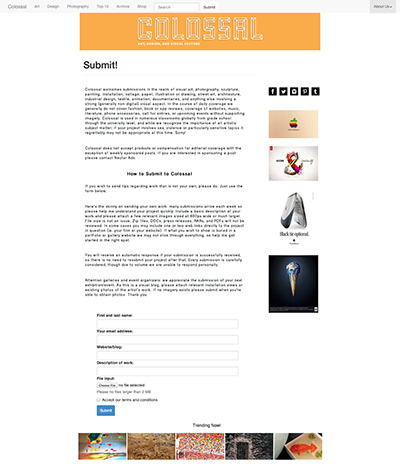 Colossal Art Design Photography Top 10 Archive Shop Search Submit About Us
COLOSSAL
ART, DESIGN, AND VISUAL CULTURE
Submit!
Colossal welcomes submissions in the realm of visual art, photography, sculpture,
painting, installation, collage, paper, illustration or drawing, street art, architecture,
industrial design, textile, animation, documentaries, and anything else involving a
strong (generally non digital) visual aspect. In the course of daily coverage we
generally do not cover fashion, book or app reviews, coverage of websites, music,
literature, phone accessories, call for entries, or upcoming events without supporting
imagery. Colossal is used in numerous classrooms globally from grade school
through the university level, and while we recognize the importance of all artistic
subject matter, if your project involves sex, violence or particularly sensitive topics it
regrettably may not be appropriate at this time. Sorry!
Colossal does not accept products or compensation for editorial coverage with the
exception of weekly sponsored posts. If you are interested in sponsoring a post
please contact Nectar Ads.
How to Submit to Colossal
If you wish to send tips regarding work that is not your own, please do. Just use the
form below.
Here's the skinny on sending your own work: many submissions arrive each week so
please help me understand your project quickly. Include a basic description of your
work and please attach a few relevant images sized at 600px wide or much larger.
File size is not an issue. Zip files, DOCs, press releases, RARs, and PDFs will not be
reviewed. In some cases you may include one or two web links directly to the project
in question (ie. your film or your website). If what you wish to show is buried in a
portfolio or gallery website we may not click through everything, so help me get
started in the right spot.
You will receive an automatic response if your submission is successfully received,
so there is no need to resubmit your project after that. Every submission is carefully
considered, though due to volume we are unable to respond personally.
Attention galleries and event organizers: we appreciate the submission of your next
exhibition/event. As this is a visual blog, please attach relevant installation views or
existing photos of the artist's work. If no imagery exists please submit when you're
able to obtain photos. Thank you.
First and last name:
Your email address:
Website/blog:
Description of work:
File input:
Choose File no file selected
Please no files larger than 2 MB
Accept our terms and conditions
Submit
Black tie optional.
Trending Now!